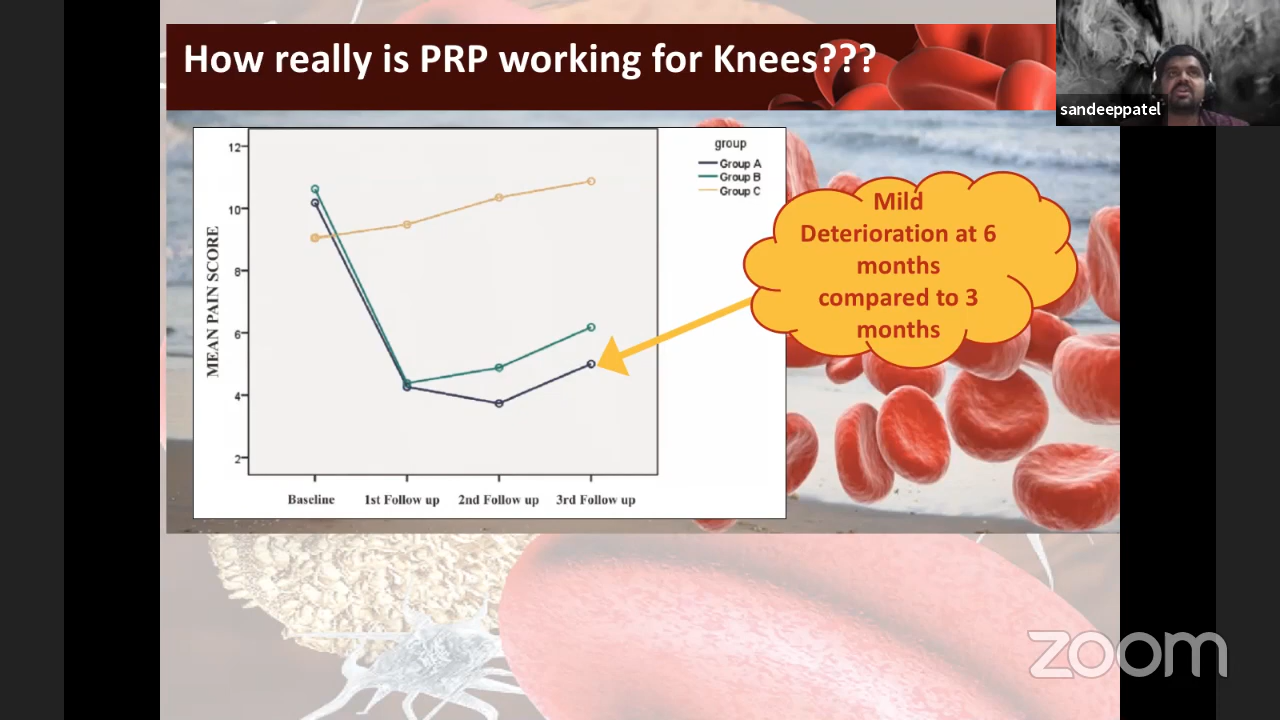 How really is PRP working for Knees???
sandeeppatel
group
Group A
Group B
Group C
12
10
8
6
4
2
MEAN PAIN SCORE
Baseline
1st Follow up
2nd Follow up
3rd Follow up
Mild
Deterioration at 6
months
compared to 3
months
zoom